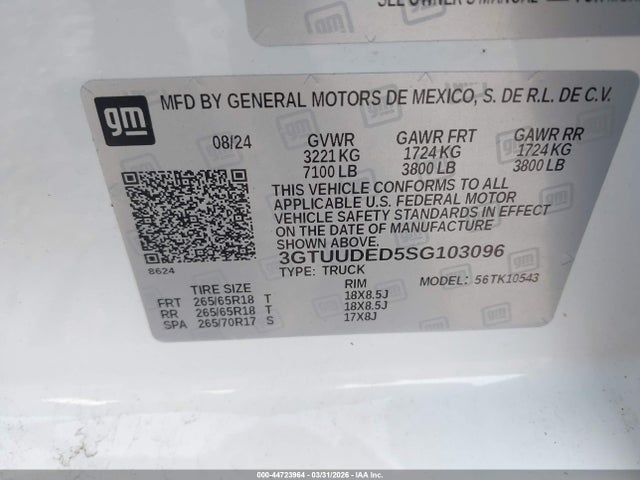 SEE OWNER'S MANUAL
gm
MFD BY GENERAL MOTORS DE MEXICO, S. DE R.L. DE C.V.
08/24 GVWR GAWR FRT GAWR RR
3221 KG 1724 KG 1724 KG
7100 LB 3800 LB 3800 LB
THIS VEHICLE CONFORMS TO ALL
APPLICABLE U.S. FEDERAL MOTOR
VEHICLE SAFETY STANDARDS IN EFFECT
ON THE DATE OF MANUFACTURE
SHOWN ABOVE.
3GTUUDED5SG103096
8624
TYPE: TRUCK MODEL: 56TK10543
TIRE SIZE RIM
FRT 265/65R18 T 18X8.5J
RR 265/65R18 T 18X8.5J
SPA 265/70R17 S 17X8J
000-44723964 | 03/31/2026 - IAA Inc.